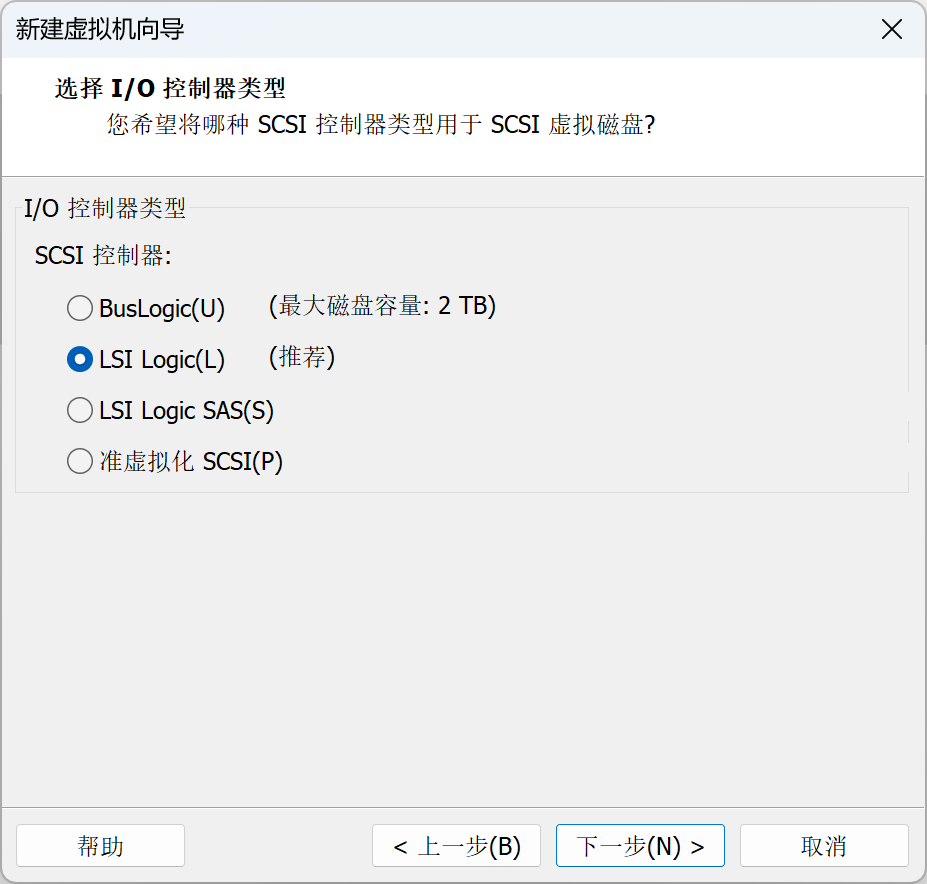 新建虚拟机向导
选择 I/O 控制器类型
您希望将哪种 SCSI 控制器类型用于 SCSI 虚拟磁盘?
I/O 控制器类型
SCSI 控制器:
BusLogic(U) (最大磁盘容量: 2 TB)
LSI Logic(L) (推荐)
LSI Logic SAS(S)
准虚拟化 SCSI(P)
帮助 < 上一步(B) 下一步(N) > 取消